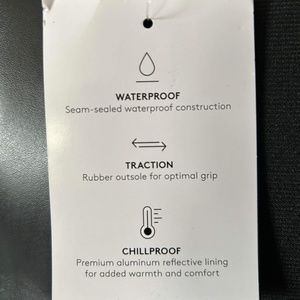 WATERPROOF
Seam-sealed waterproof construction
TRACTION
Rubber outsole for optimal grip
CHILLPROOF
Premium aluminum reflective lining
for added warmth and comfort